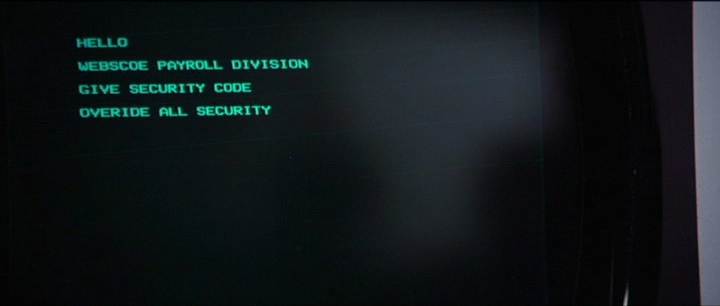 HELLO
WEBSCOE PAYROLL DIVISION
GIVE SECURITY CODE
OVERIDE ALL SECURITY